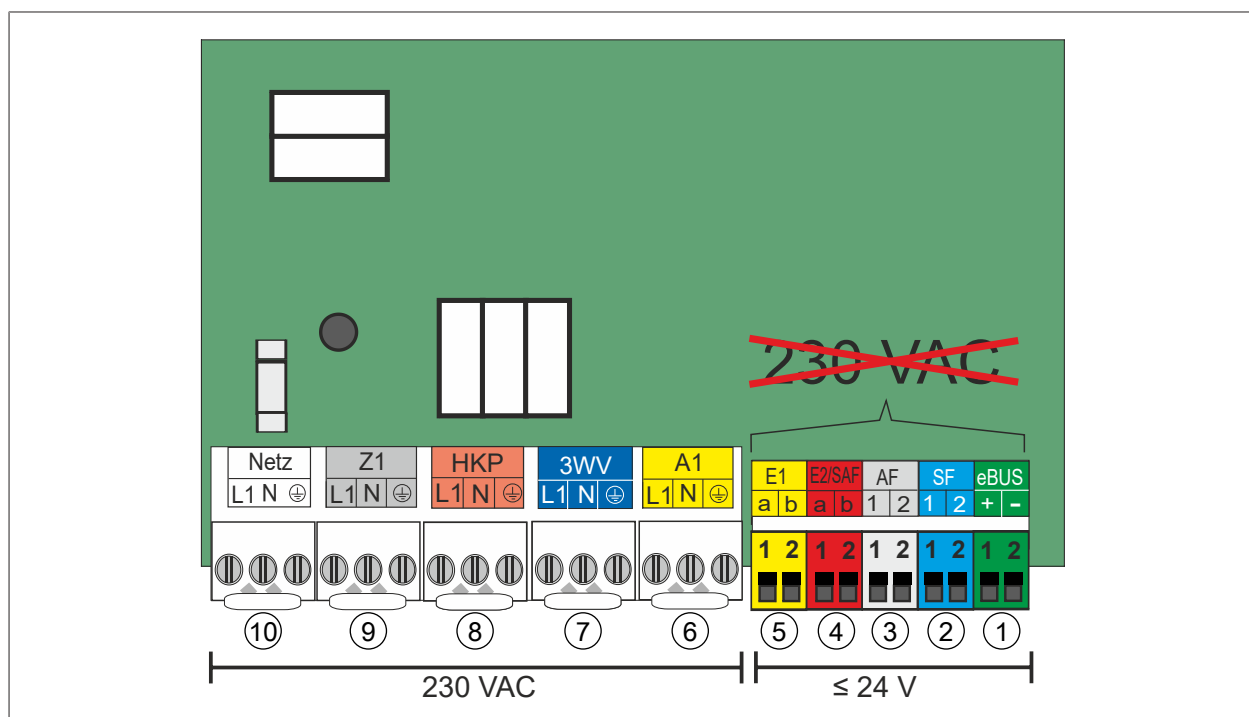 230 VAC
Netz Z1 HKP 3WV A1
L1 N L1 N L1 N L1 N L1 N
E1 E2/SAF AF SF eBUS
a b a b 1 2 1 2 + -
1 2 1 2 1 2 1 2 1 2
10 9 8 7 6 5 4 3 2 1
230 VAC ≤ 24 V